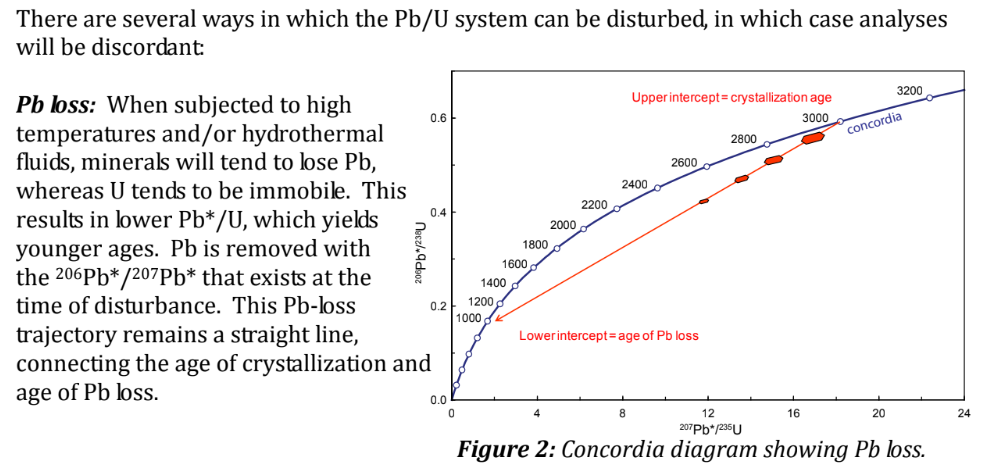 There are several ways in which the Pb/U system can be disturbed, in which case analyses
will be discordant:
Pb loss: When subjected to high
temperatures and/or hydrothermal
fluids, minerals will tend to lose Pb,
whereas U tends to be immobile. This
results in lower Pb*/U, which yields
younger ages. Pb is removed with
the ²⁰⁶Pb*/²⁰⁷Pb* that exists at the
time of disturbance. This Pb-loss
trajectory remains a straight line,
connecting the age of crystallization and
age of Pb loss.
Upper intercept = crystallization age
3200
3000
concordia
2800
2600
2400
2200
2000
1800
1600
1400
1200
1000
Lower intercept = age of Pb loss
0.6
0.4
0.2
0.0
²⁰⁶Pb*/²³⁸U
0 4 8 12 16 20 24
²⁰⁷Pb*/²³⁵U
Figure 2: Concordia diagram showing Pb loss.